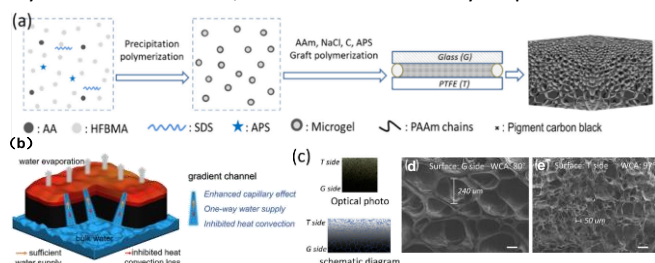 (a)
Precipitation
polymerization
AAm, NaCl, C, APS
Graft polymerization
Glass (G)
PTFE (T)
: AA
: HFBMA
: SDS
: APS
: Microgel
: PAAm chains
: Pigment carbon black
(b)
water evaporation
gradient channel
Enhanced capillary effect
One-way water supply
Inhibited heat convection
bulk water
sufficient
water supply
inhibited heat
convection loss
(c)
T side
G side
Optical photo
T side
G side
schematic diagram
(d) Surface: G side WCA: 80°
240 um
(e) Surface: T side WCA: 97°
50 um